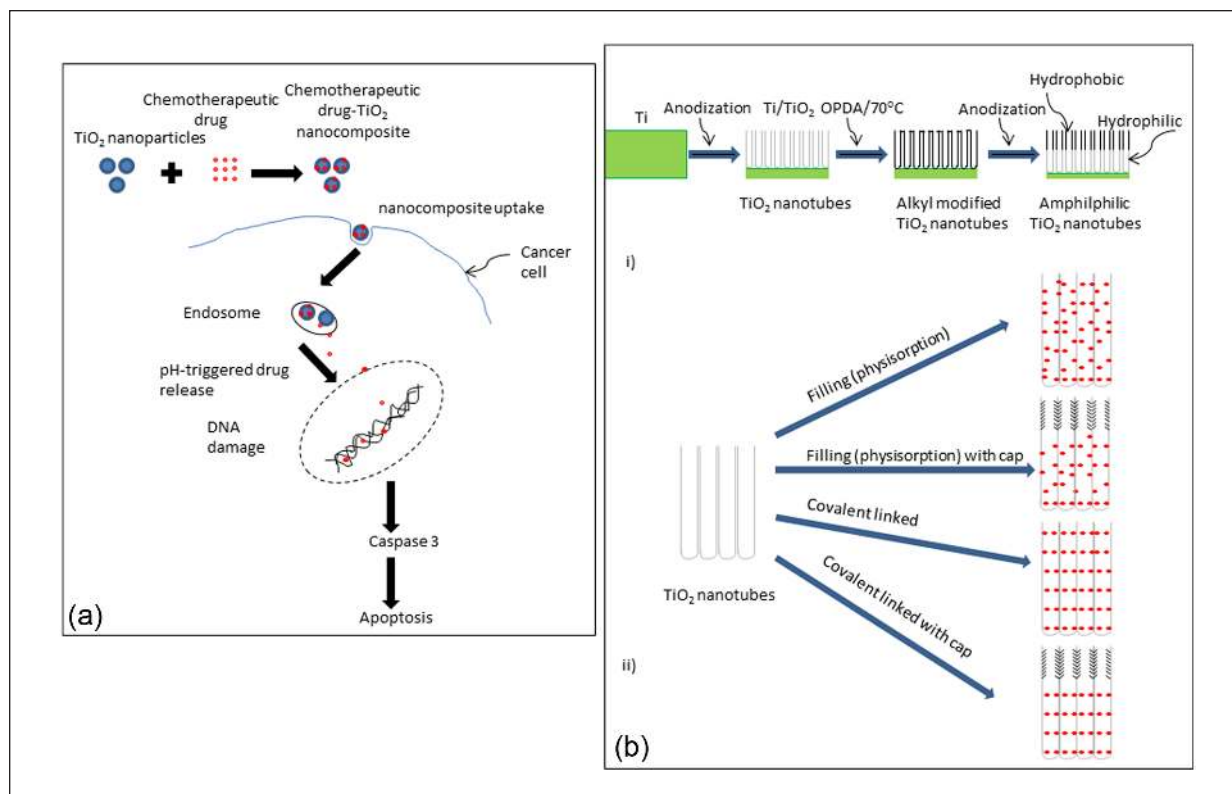 Chemotherapeutic
drug
TiO₂ nanoparticles
Chemotherapeutic
drug-TiO₂
nanocomposite
nanocomposite uptake
Cancer
cell
Endosome
pH-triggered drug
release
DNA
damage
Caspase 3
Apoptosis
(a)
Ti
Anodization
Ti/TiO₂ OPDA/70°C
Anodization
Hydrophobic
Hydrophilic
TiO₂ nanotubes
Alkyl modified
TiO₂ nanotubes
Amphilphilic
TiO₂ nanotubes
i)
Filling (physisorption)
Filling (physisorption) with cap
Covalent linked
Covalent linked with cap
TiO₂ nanotubes
ii)
(b)